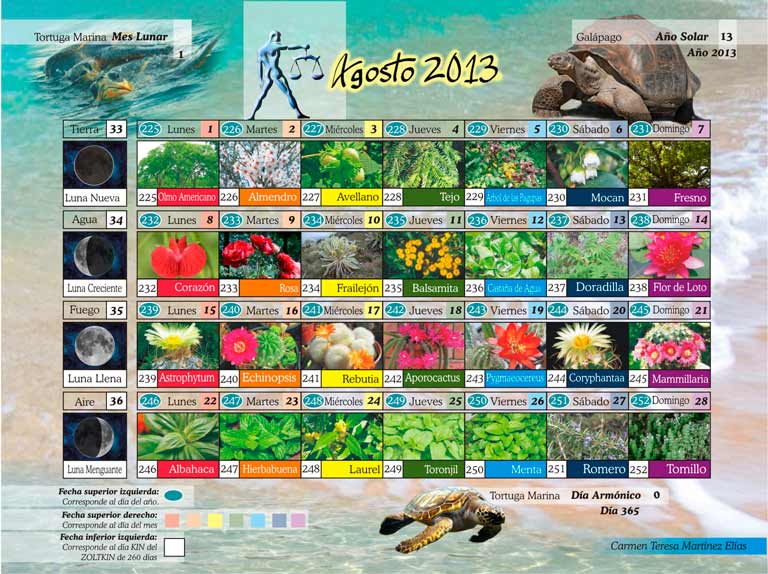 Tortuga Marina Mes Lunar
1
Agosto 2013
Galápago Año Solar 13
Año 2013
Tierra 33
225 Lunes 1 226 Martes 2 227 Miércoles 3 228 Jueves 4 229 Viernes 5 230 Sábado 6 231 Domingo 7
Luna Nueva
225 Olmo Americano 226 Almendro 227 Avellano 228 Tejo 229 Arbol de las Pagupas 230 Mocan 231 Fresno
Agua 34
232 Lunes 8 233 Martes 9 234 Miércoles 10 235 Jueves 11 236 Viernes 12 237 Sábado 13 238 Domingo 14
Luna Creciente
232 Corazón 233 Rosa 234 Frailejón 235 Balsamita 236 Castaña de Agua 237 Doradilla 238 Flor de Loto
Fuego 35
239 Lunes 15 240 Martes 16 241 Miércoles 17 242 Jueves 18 243 Viernes 19 244 Sábado 20 245 Domingo 21
Luna Llena
239 Astrophytum 240 Echinopsis 241 Rebutia 242 Aporocactus 243 Pygmaeocereus 244 Coryphantaa 245 Mammillaria
Aire 36
246 Lunes 22 247 Martes 23 248 Miércoles 24 249 Jueves 25 250 Viernes 26 251 Sábado 27 252 Domingo 28
Luna Menguante
246 Albahaca 247 Hierbabuena 248 Laurel 249 Toronjil 250 Menta 251 Romero 252 Tomillo
Fecha superior izquierda:
Corresponde al día del año.
Fecha superior derecho:
Corresponde al día del mes
Fecha inferior izquierda:
Corresponde al día KIN del
ZOLTKIN de 260 dias
Tortuga Marina Día Armónico 0
Día 365
Carmen Teresa Martínez Elías